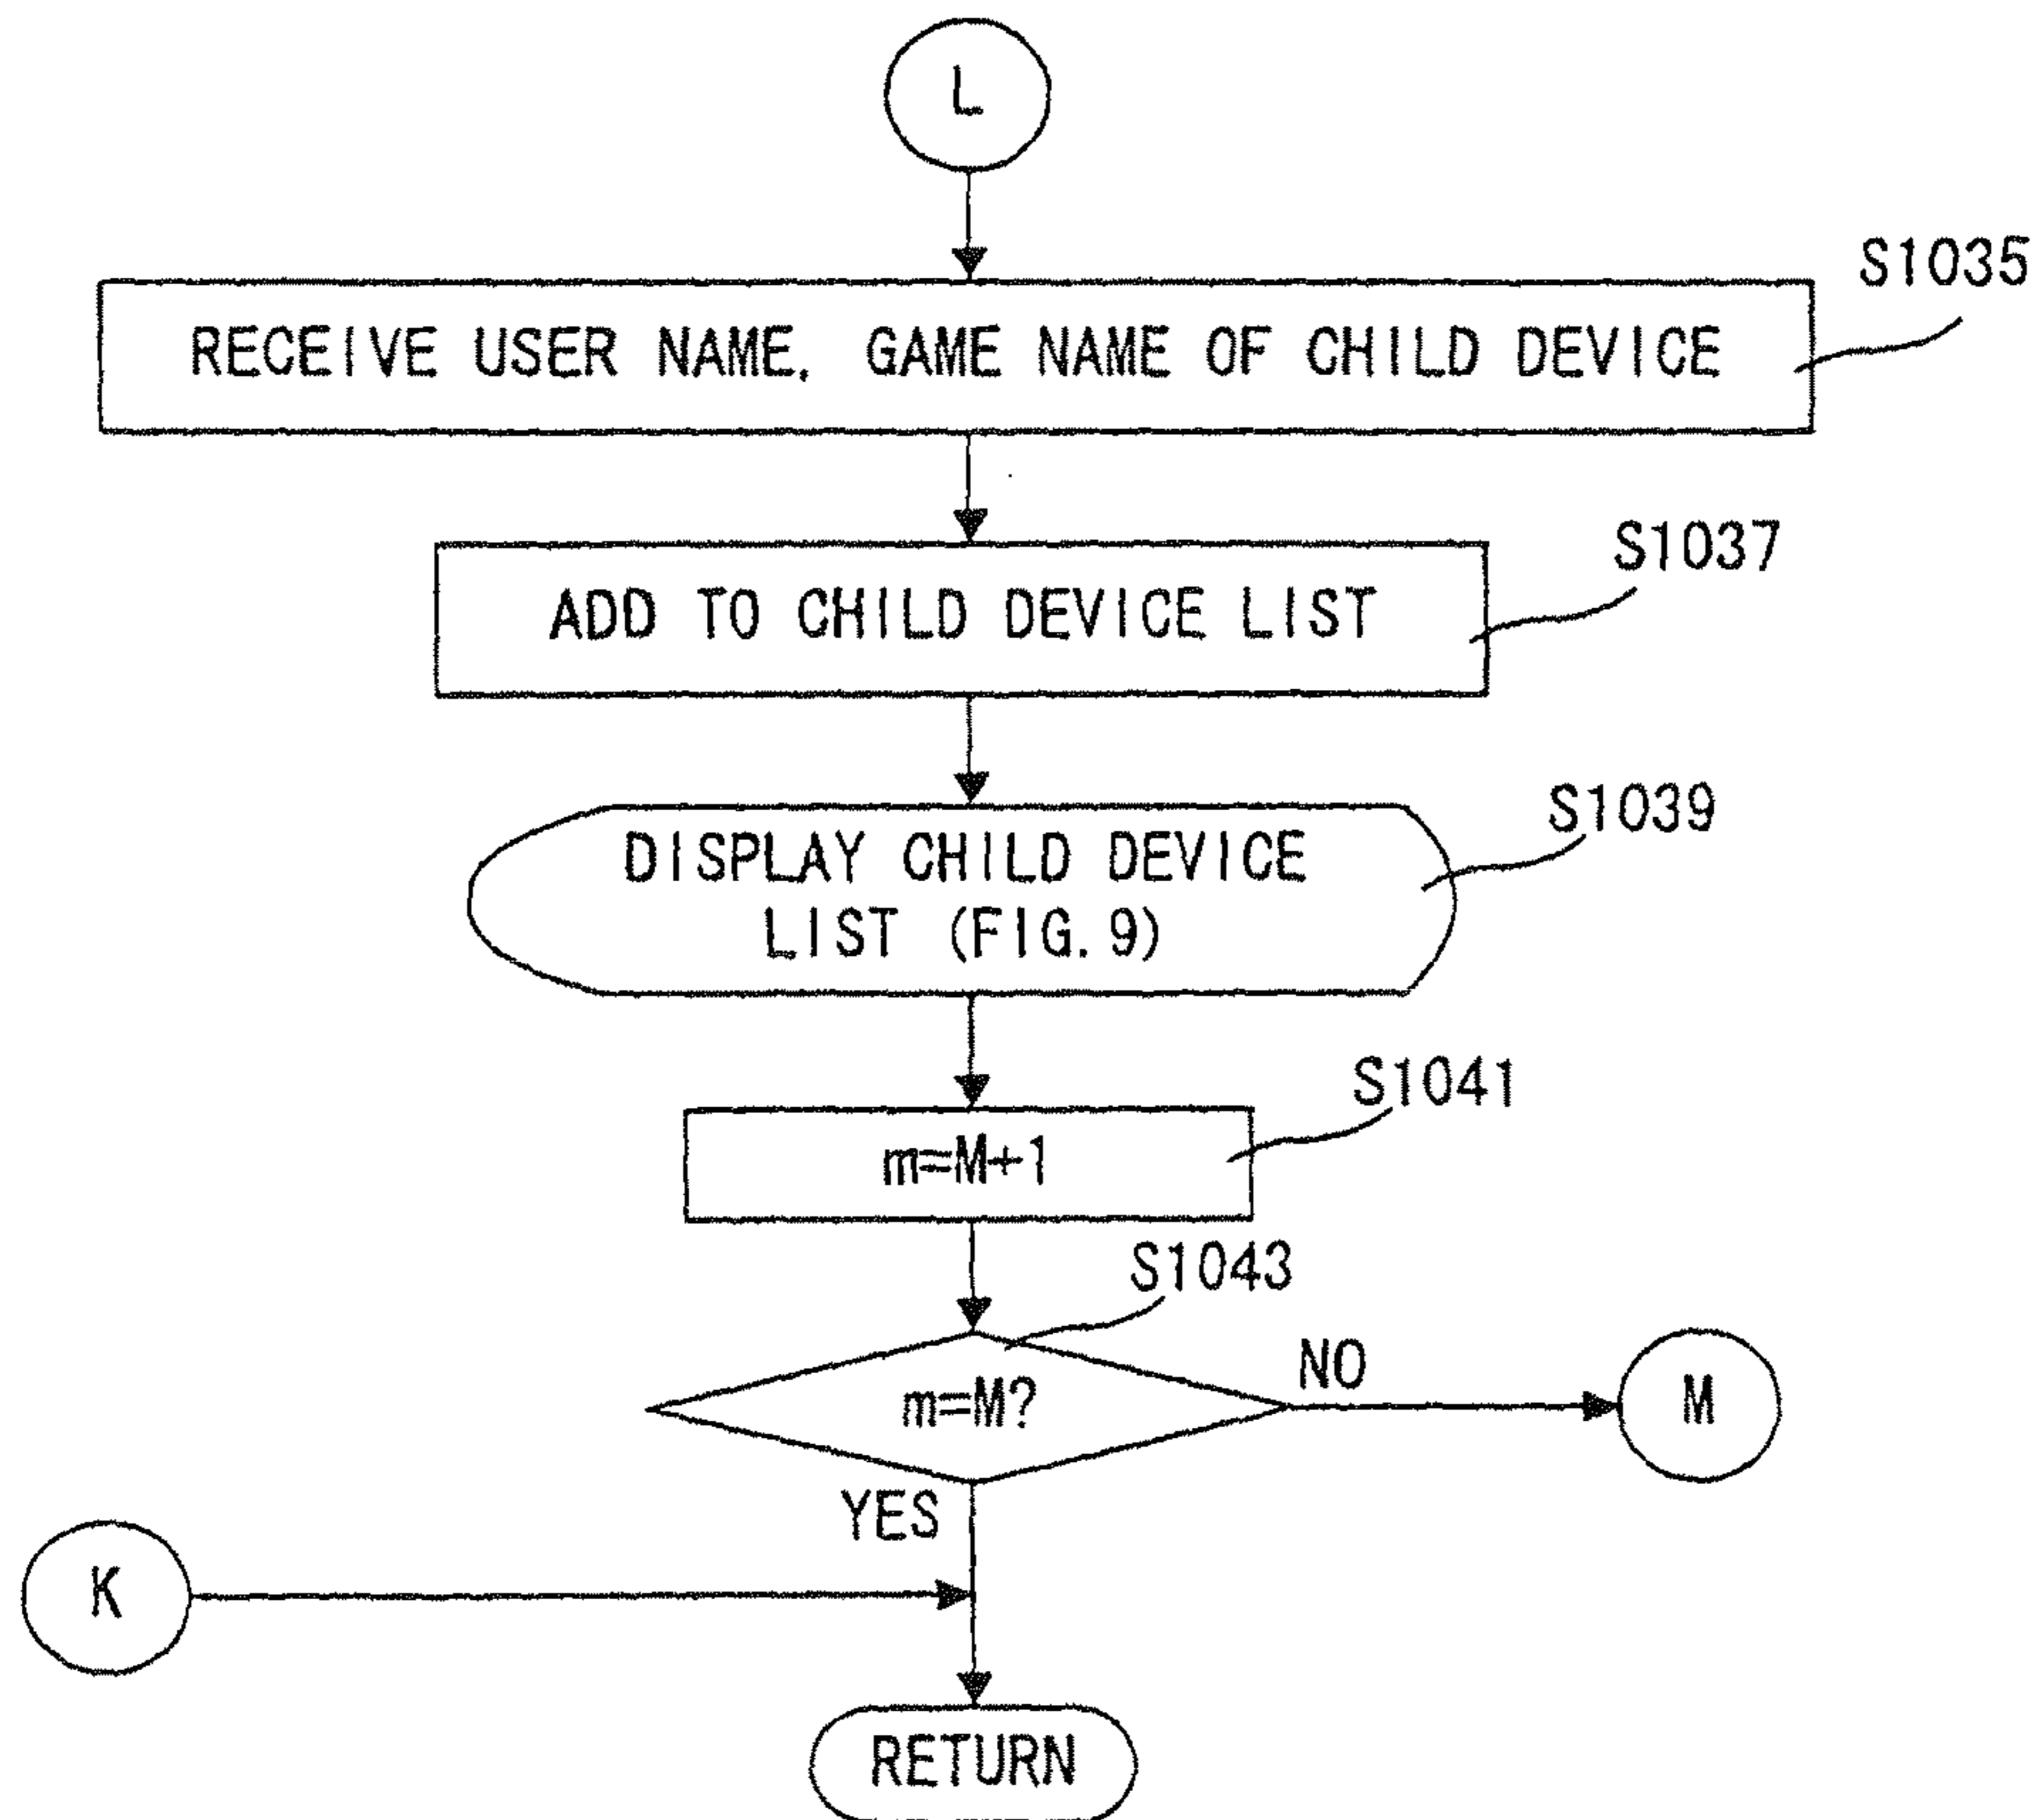 L
S1035
RECEIVE USER NAME. GAME NAME OF CHILD DEVICE
S1037
ADD TO CHILD DEVICE LIST
S1039
DISPLAY CHILD DEVICE
LIST (FIG. 9)
S1041
m=M+1
S1043
m=M?
NO
M
YES
K
RETURN